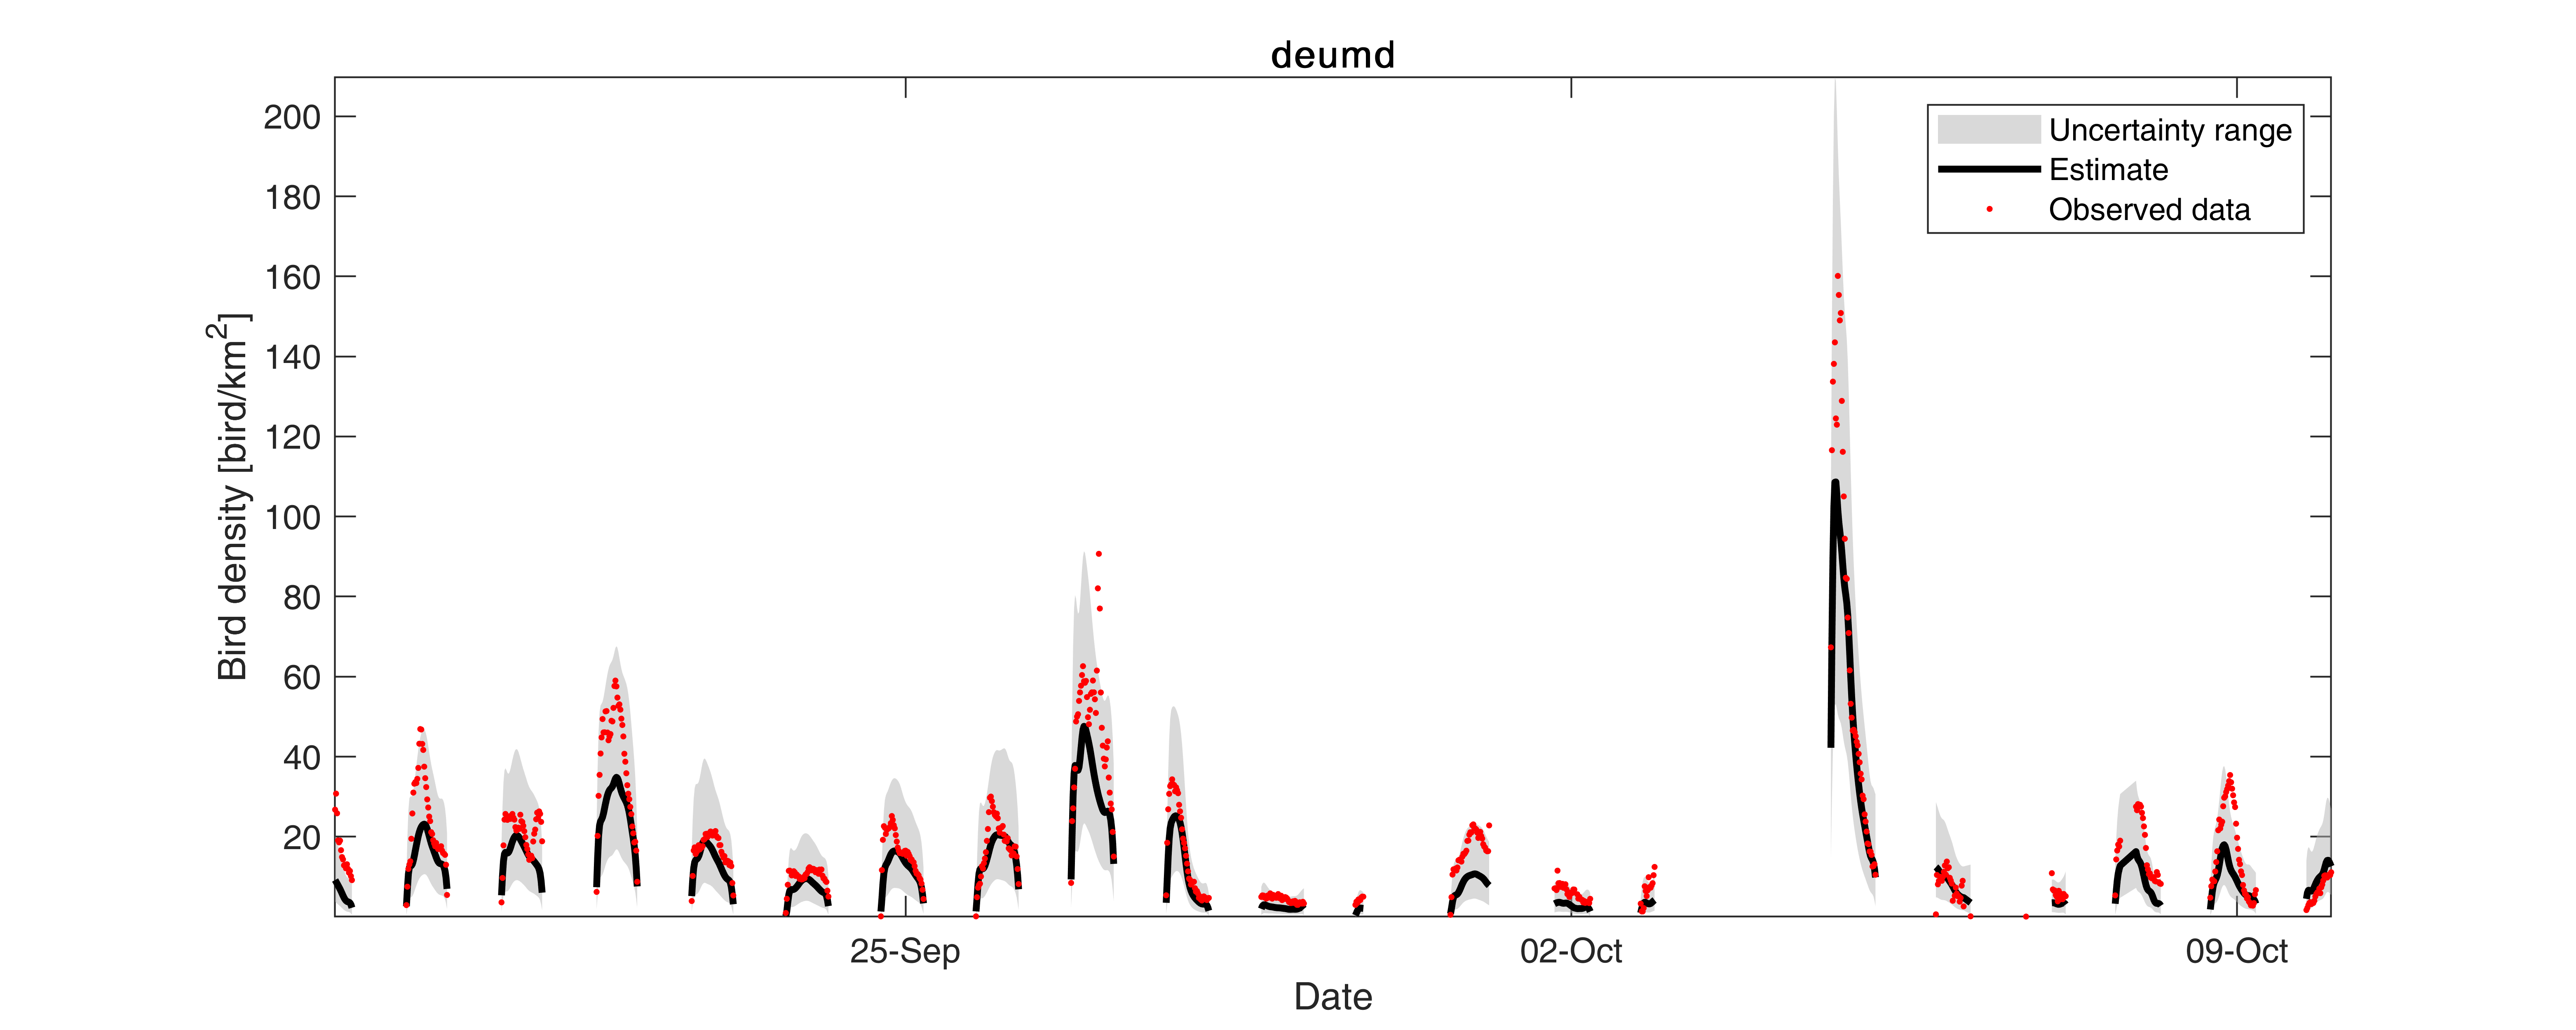 deumd
Uncertainty range
Estimate
Observed data
Bird density [bird/km²]
200
180
160
140
120
100
80
60
40
20
25-Sep
02-Oct
09-Oct
Date